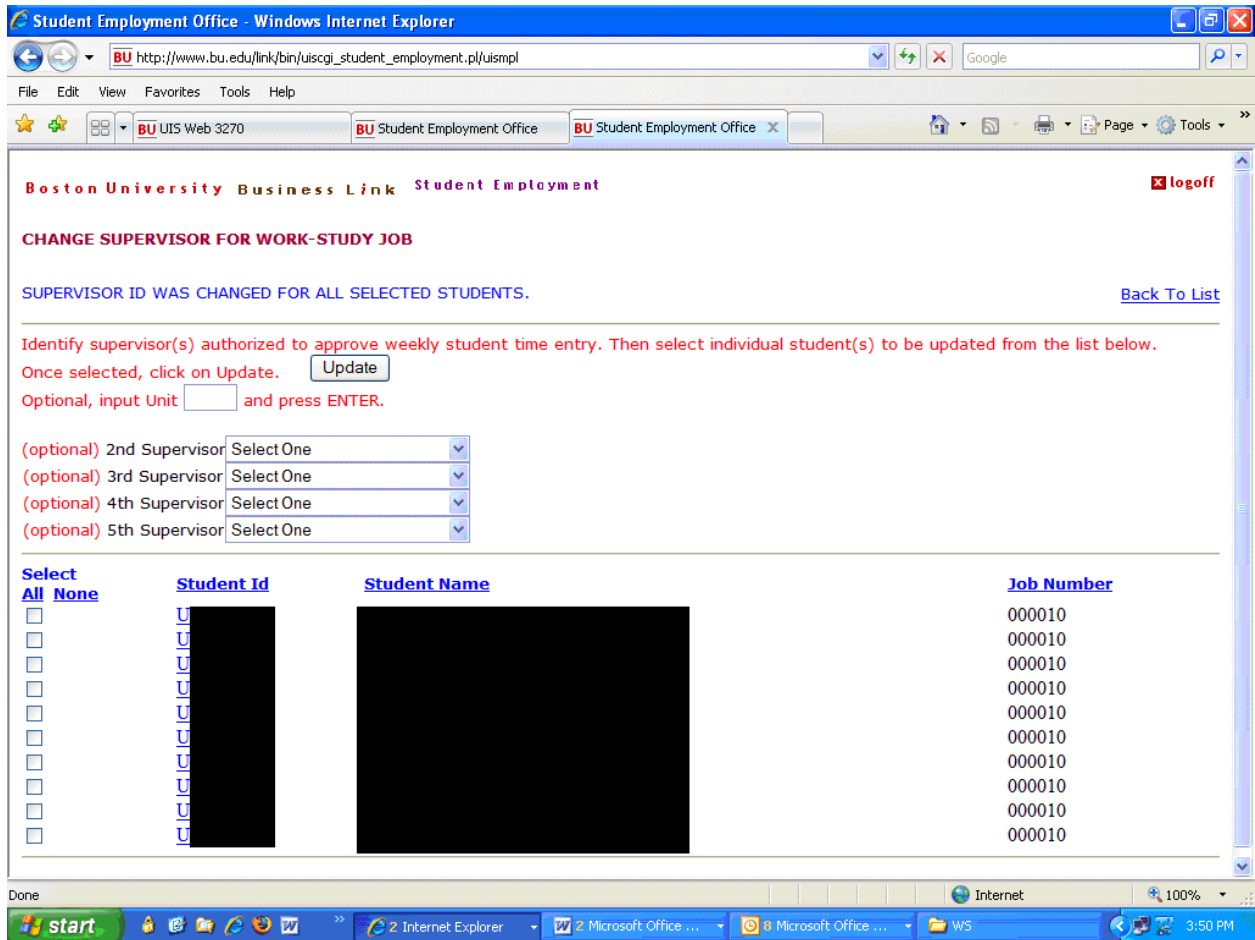 Student Employment Office - Windows Internet Explorer
BU http://www.bu.edu/link/bin/uiscgi_student_employment.pl/uismpl Google
File Edit View Favorites Tools Help
BU UIS Web 3270 BU Student Employment Office BU Student Employment Office X Page Tools »
Boston University Business Link Student Employment x logoff
CHANGE SUPERVISOR FOR WORK-STUDY JOB
SUPERVISOR ID WAS CHANGED FOR ALL SELECTED STUDENTS. Back To List
Identify supervisor(s) authorized to approve weekly student time entry. Then select individual student(s) to be updated from the list below.
Once selected, click on Update. Update
Optional, input Unit and press ENTER.
(optional) 2nd Supervisor Select One
(optional) 3rd Supervisor Select One
(optional) 4th Supervisor Select One
(optional) 5th Supervisor Select One
Select
All None Student Id Student Name Job Number
U 000010
U 000010
U 000010
U 000010
U 000010
U 000010
U 000010
U 000010
U 000010
U 000010
Done Internet 100%
start » 2 Internet Explorer 2 Microsoft Office ... 8 Microsoft Office ... WS 3:50 PM